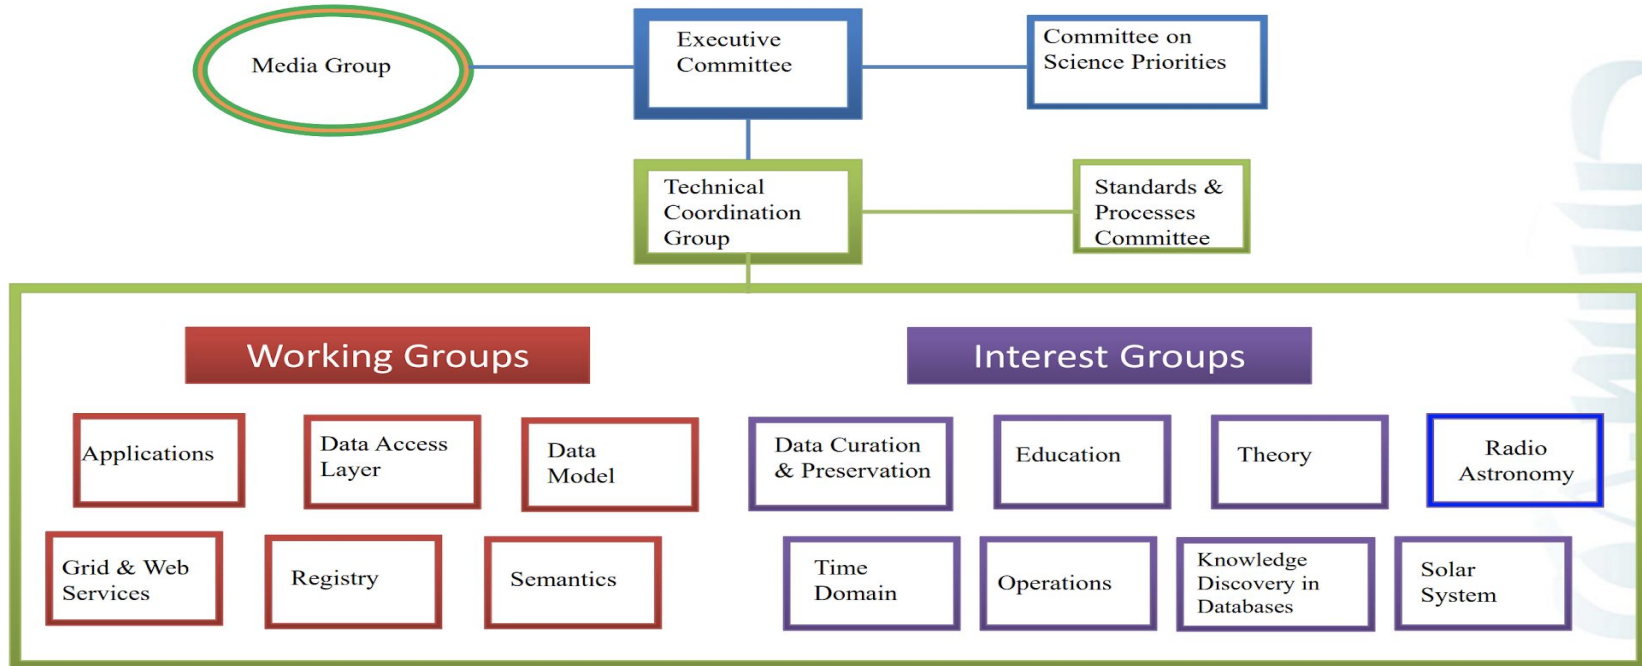 Media Group
Executive
Committee
Committee on
Science Priorities
Technical
Coordination
Group
Standards &
Processes
Committee
Working Groups
Interest Groups
Applications
Data Access
Layer
Data
Model
Data Curation
& Preservation
Education
Theory
Radio
Astronomy
Grid & Web
Services
Registry
Semantics
Time
Domain
Operations
Knowledge
Discovery in
Databases
Solar
System